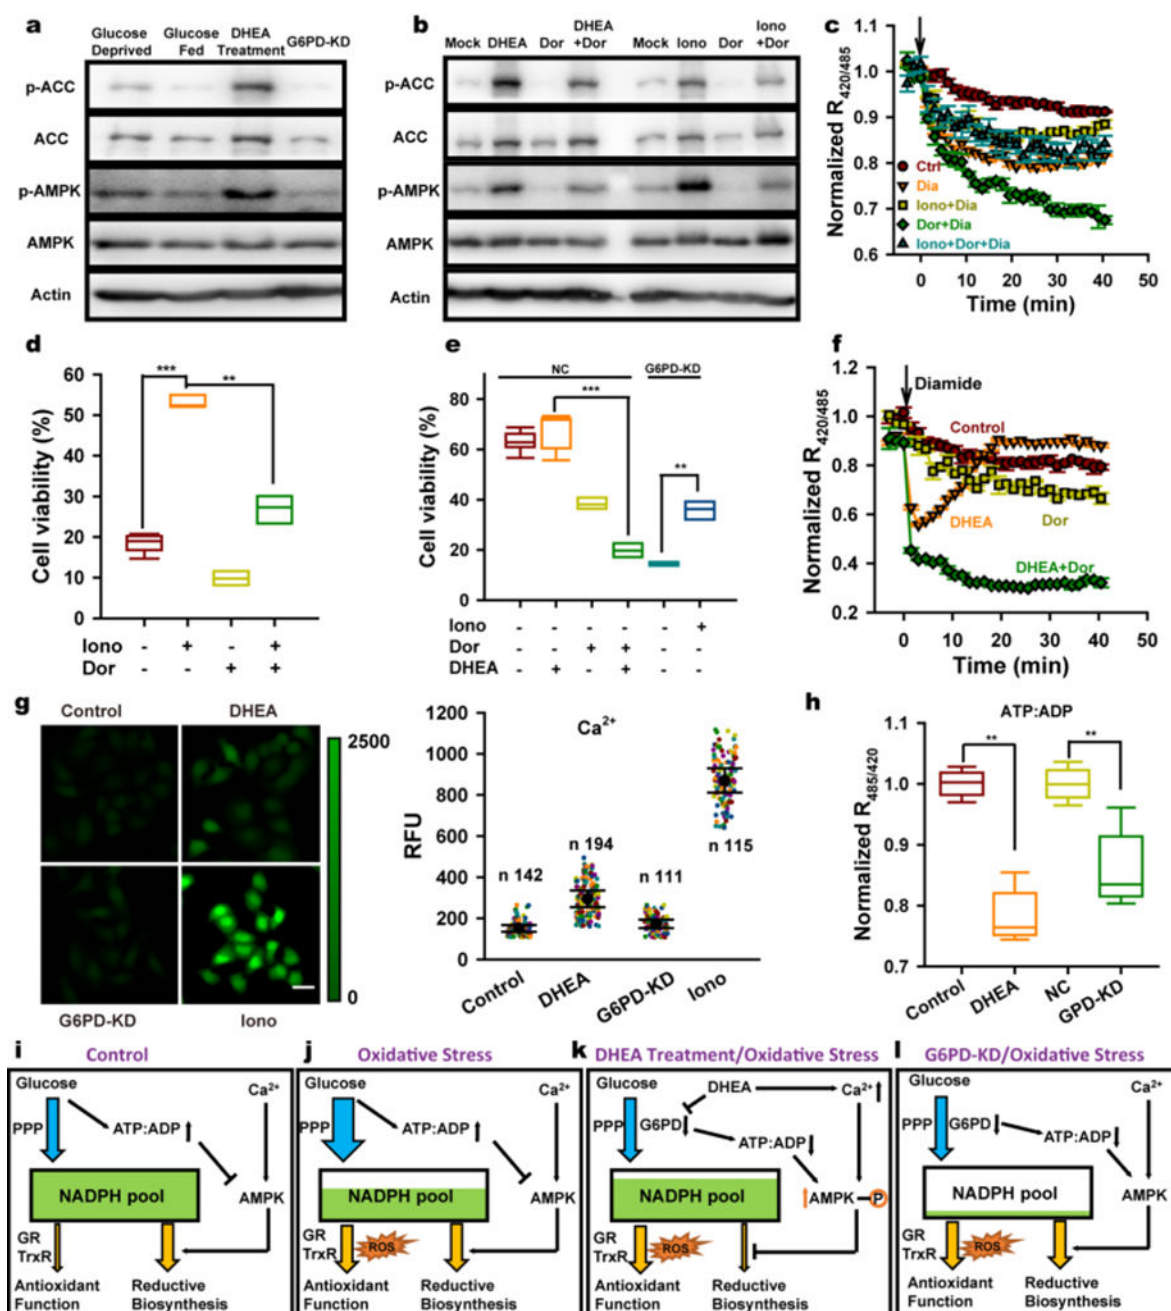 a
Glucose Deprived
Glucose Fed
DHEA Treatment
G6PD-KD
p-ACC
ACC
p-AMPK
AMPK
Actin
b
Mock DHEA Dor DHEA +Dor Mock Iono Dor Iono +Dor
p-ACC
ACC
p-AMPK
AMPK
Actin
c
Normalized R420/485
1.1
1.0
0.9
0.8
0.7
0.6
Ctrl
Dia
Iono+Dia
Dor+Dia
Iono+Dor+Dia
0 10 20 30 40
Time (min)
d
Cell viability (%)
60
50
40
30
20
10
0
***
**
Iono - + - +
Dor - - + +
e
NC
G6PD-KD
Cell viability (%)
80
60
40
20
0
***
**
Iono - - - - - +
Dor - - + + - -
DHEA - + - + - -
f
Normalized R420/485
1.2
1.0
0.8
0.6
0.4
0.2
Diamide
Control
DHEA
Dor
DHEA+Dor
0 10 20 30 40 50
Time (min)
g
Control
DHEA
G6PD-KD
Iono
2500
0
RFU
1200
1000
800
600
400
200
0
Ca2+
n 142
n 194
n 111
n 115
Control
DHEA
G6PD-KD
Iono
h
ATP:ADP
Normalized R485/420
1.1
1.0
0.9
0.8
0.7
**
**
Control
DHEA
NC
GPD-KD
i
Control
Glucose
Ca2+
PPP
ATP:ADP
NADPH pool
AMPK
GR
TrxR
Antioxidant
Function
Reductive
Biosynthesis
j
Oxidative Stress
Glucose
Ca2+
PPP
ATP:ADP
NADPH pool
AMPK
GR
TrxR
ROS
Antioxidant
Function
Reductive
Biosynthesis
k
DHEA Treatment/Oxidative Stress
Glucose
DHEA
Ca2+
PPP
G6PD
ATP:ADP
NADPH pool
AMPK
P
GR
TrxR
ROS
Antioxidant
Function
Reductive
Biosynthesis
l
G6PD-KD/Oxidative Stress
Glucose
Ca2+
PPP
G6PD
ATP:ADP
NADPH pool
AMPK
GR
TrxR
ROS
Antioxidant
Function
Reductive
Biosynthesis